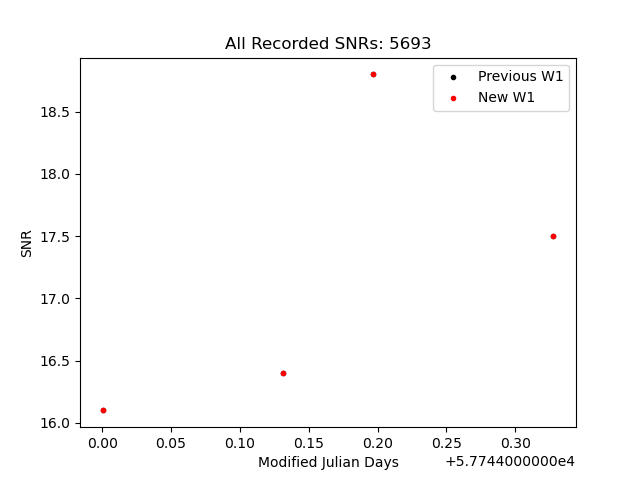 All Recorded SNRs: 5693
Previous W1
New W1
18.5
18.0
17.5
17.0
16.5
16.0
SNR
0.00 0.05 0.10 0.15 0.20 0.25 0.30
Modified Julian Days
+5.7744000000e4